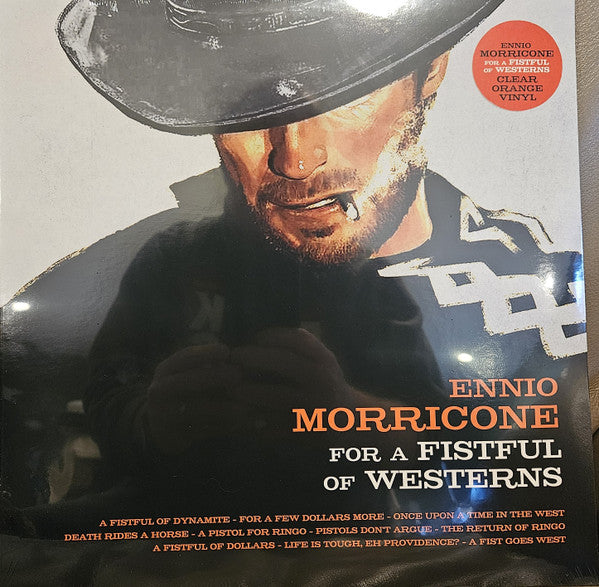 ENNIO
MORRICONE
FOR A FISTFUL
OF WESTERNS
CLEAR
ORANGE
VINYL
ENNIO
MORRICONE
FOR A FISTFUL
OF WESTERNS
A FISTFUL OF DYNAMITE - FOR A FEW DOLLARS MORE - ONCE UPON A TIME IN THE WEST
DEATH RIDES A HORSE - A PISTOL FOR RINGO - PISTOLS DON'T ARGUE - THE RETURN OF RINGO
A FISTFUL OF DOLLARS - LIFE IS TOUGH, EH PROVIDENCE? - A FIST GOES WEST